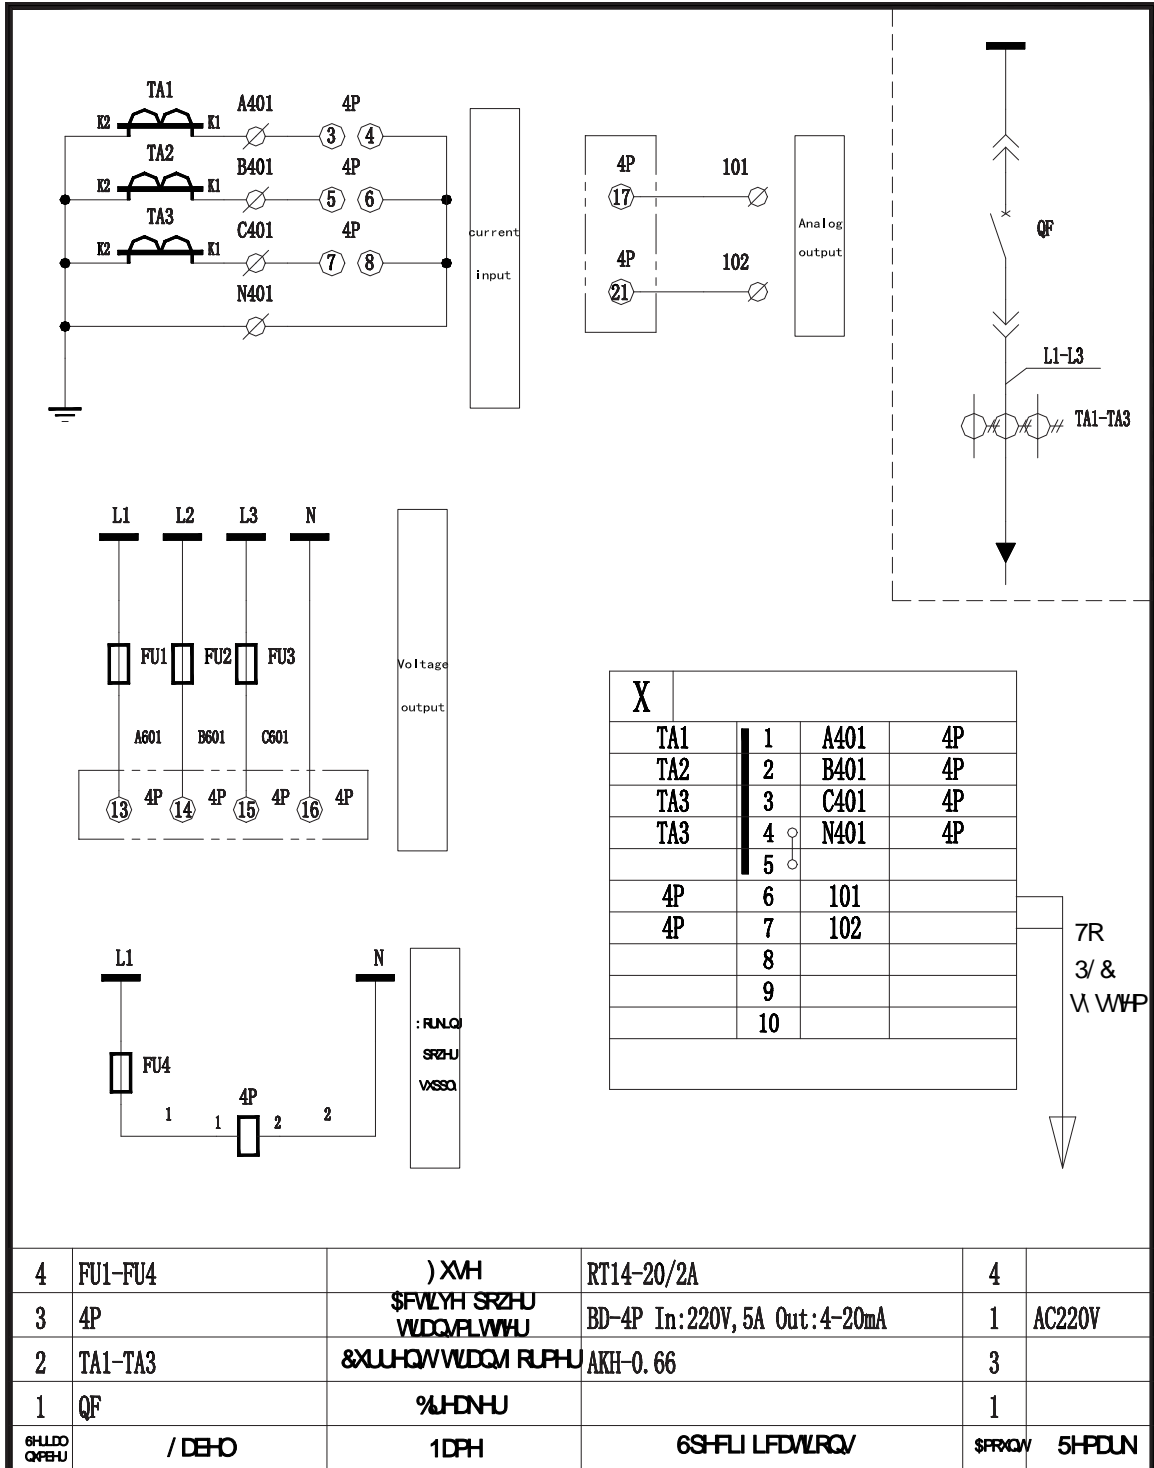 TA1
A401
4P
K2
K1
3
4
TA2
B401
4P
K2
K1
5
6
TA3
C401
4P
K2
K1
7
8
N401
current
input
4P
101
17
4P
102
21
Analog
output
QF
L1-L3
TA1-TA3
L1
L2
L3
N
FU1
FU2
FU3
A601
B601
C601
13
4P
14
4P
15
4P
16
4P
Voltage
output
X
TA1 1 A401 4P
TA2 2 B401 4P
TA3 3 C401 4P
TA3 4 N401 4P
5
4P 6 101
4P 7 102
8
9
10
7R
3/ &
L1
N
FU4
4P
1
1
2
2
4 FU1-FU4 ) XVH RT14-20/2A 4
3 4P BD-4P In:220V,5A Out:4-20mA 1 AC220V
2 TA1-TA3 AKH-0.66 3
1 QF 1
/ DEHO 1DPH 5HPDUN